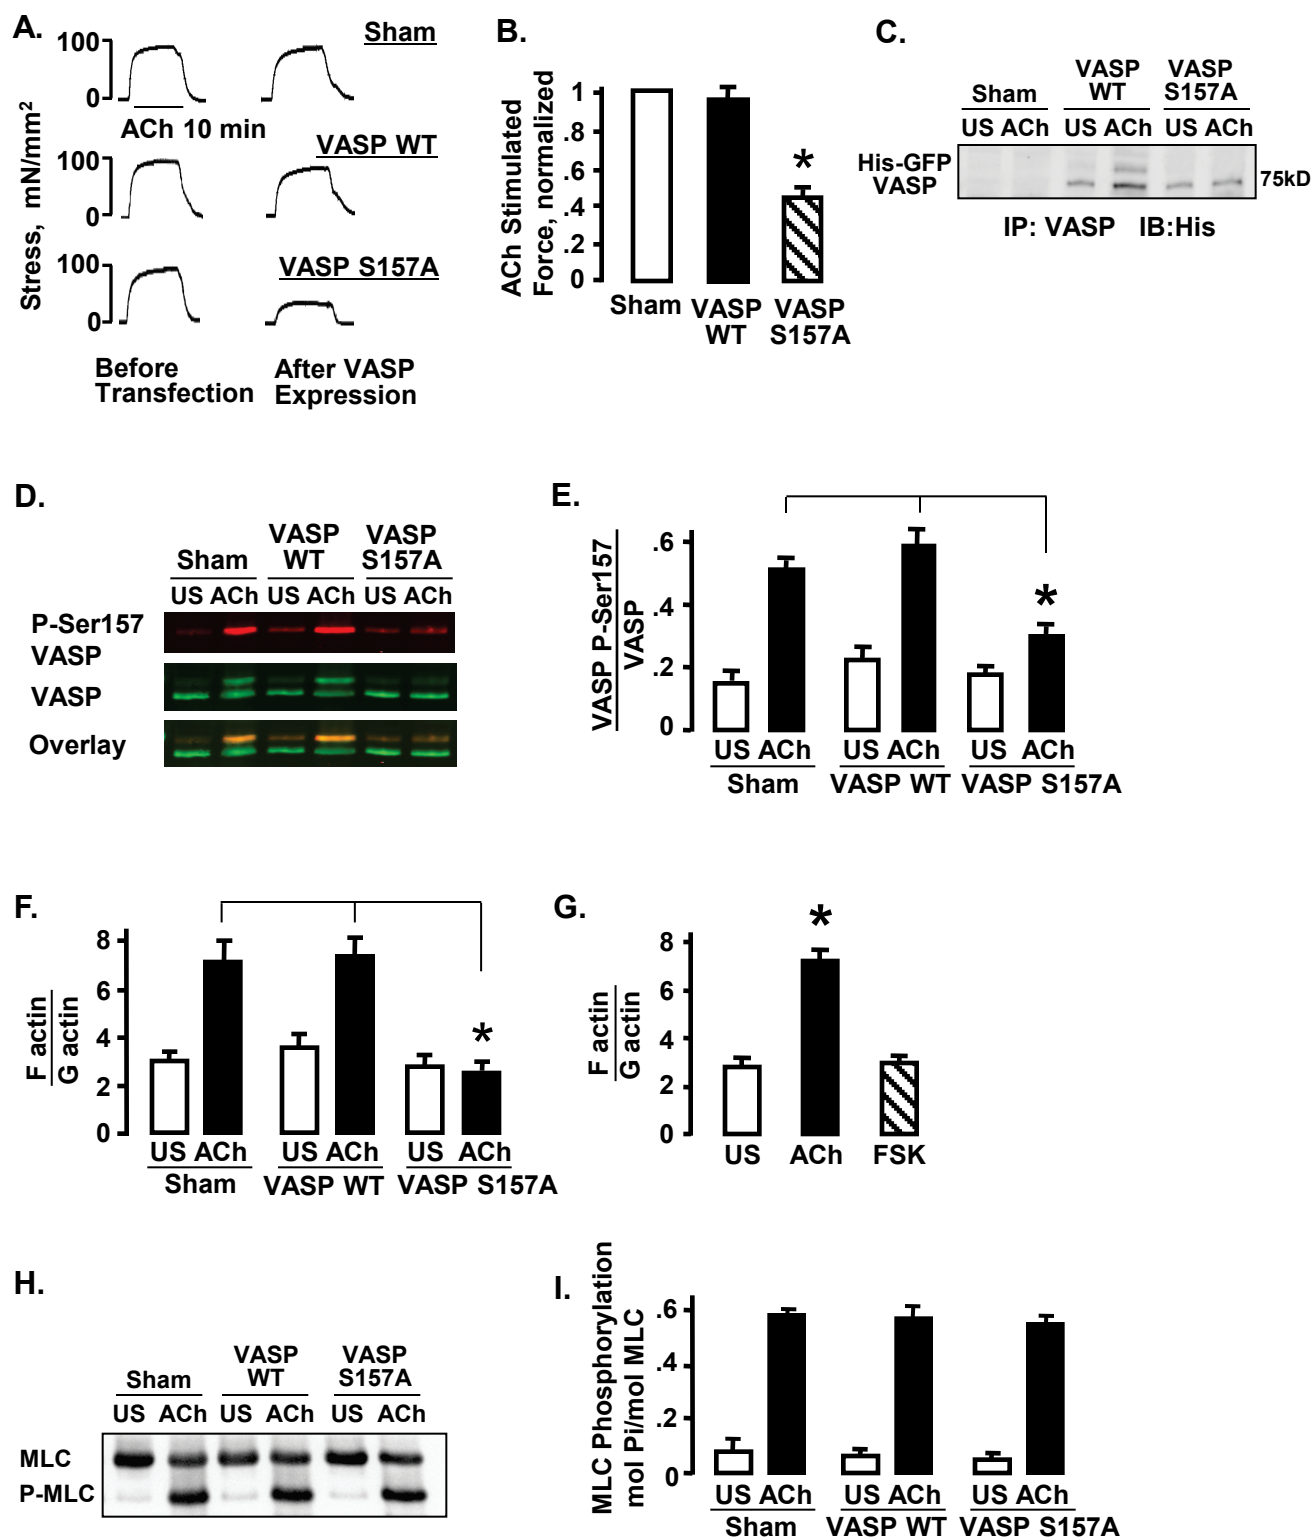 A.
Sham
100
0
ACh 10 min
VASP WT
100
0
VASP S157A
100
0
Stress, mN/mm²
Before
Transfection
After VASP
Expression
B.
ACh Stimulated
Force, normalized
1
.8
.6
.4
.2
0
*
Sham
VASP
WT
VASP
S157A
C.
Sham
VASP
WT
VASP
S157A
US ACh US ACh US ACh
His-GFP
VASP
75kD
IP: VASP IB:His
D.
Sham
VASP
WT
VASP
S157A
US ACh US ACh US ACh
P-Ser157
VASP
VASP
Overlay
E.
VASP P-Ser157
VASP
.6
.4
.2
0
*
US ACh US ACh US ACh
Sham VASP WT VASP S157A
F.
F actin
G actin
8
6
4
2
0
*
US ACh US ACh US ACh
Sham VASP WT VASP S157A
G.
F actin
G actin
8
6
4
2
0
*
US ACh FSK
H.
Sham
VASP
WT
VASP
S157A
US ACh US ACh US ACh
MLC
P-MLC
I.
MLC Phosphorylation
mol Pi/mol MLC
.6
.4
.2
0
US ACh US ACh US ACh
Sham VASP WT VASP S157A